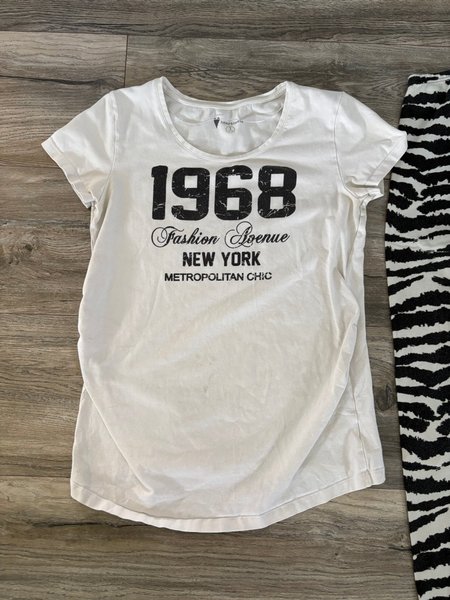 1968
Fashion Avenue
NEW YORK
METROPOLITAN CHIC